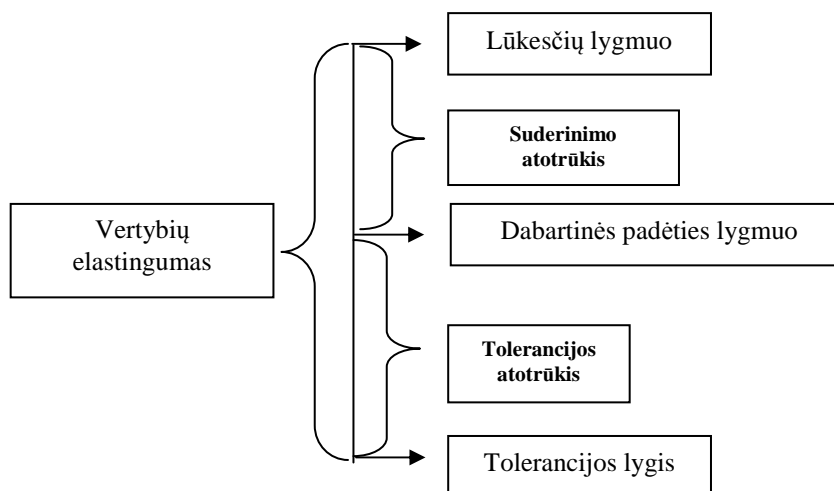 Lūkesčių lygmuo
Suderinimo
atotrūkis
Vertybių
elastingumas
Dabartinės padėties lygmuo
Tolerancijos
atotrūkis
Tolerancijos lygis